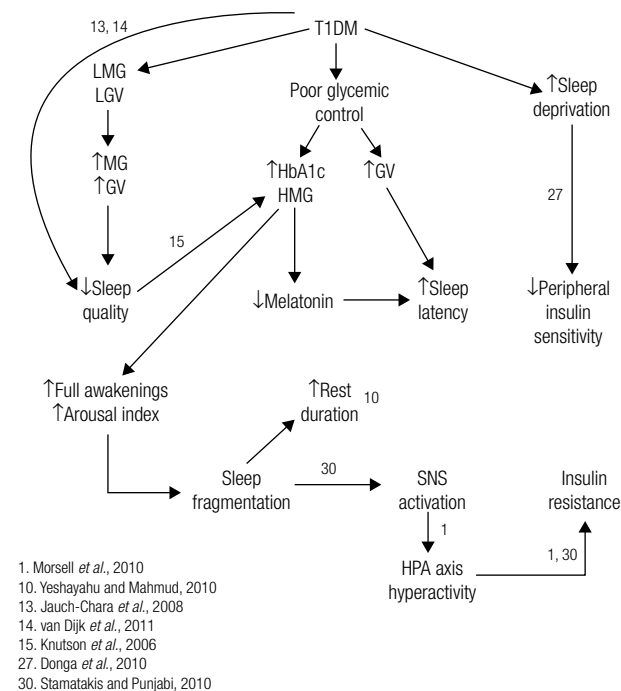 13, 14
T1DM
LMG
LGV
Poor glycemic
control
↑Sleep
deprivation
↑MG
↑GV
↑HbA1c
HMG
↑GV
27
15
↓Sleep
quality
↓Melatonin
↑Sleep
latency
↓Peripheral
insulin
sensitivity
↑Full awakenings
↑Arousal index
↑Rest
duration
10
Sleep
fragmentation
30
SNS
activation
Insulin
resistance
1
HPA axis
hyperactivity
1, 30
1. Morsell et al., 2010
10. Yeshayahu and Mahmud, 2010
13. Jauch-Chara et al., 2008
14. van Dijk et al., 2011
15. Knutson et al., 2006
27. Donga et al., 2010
30. Stamatakis and Punjabi, 2010